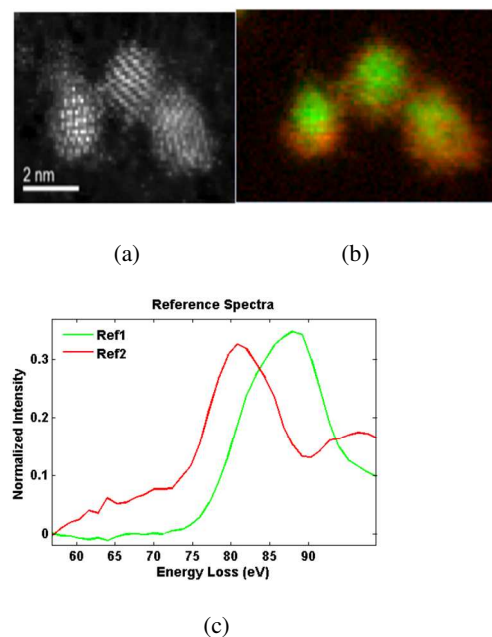 2 nm
(a)
(b)
Reference Spectra
Ref1
Ref2
Normalized Intensity
0.3
0.2
0.1
0
60
65
70
75
80
85
90
Energy Loss (eV)
(c)